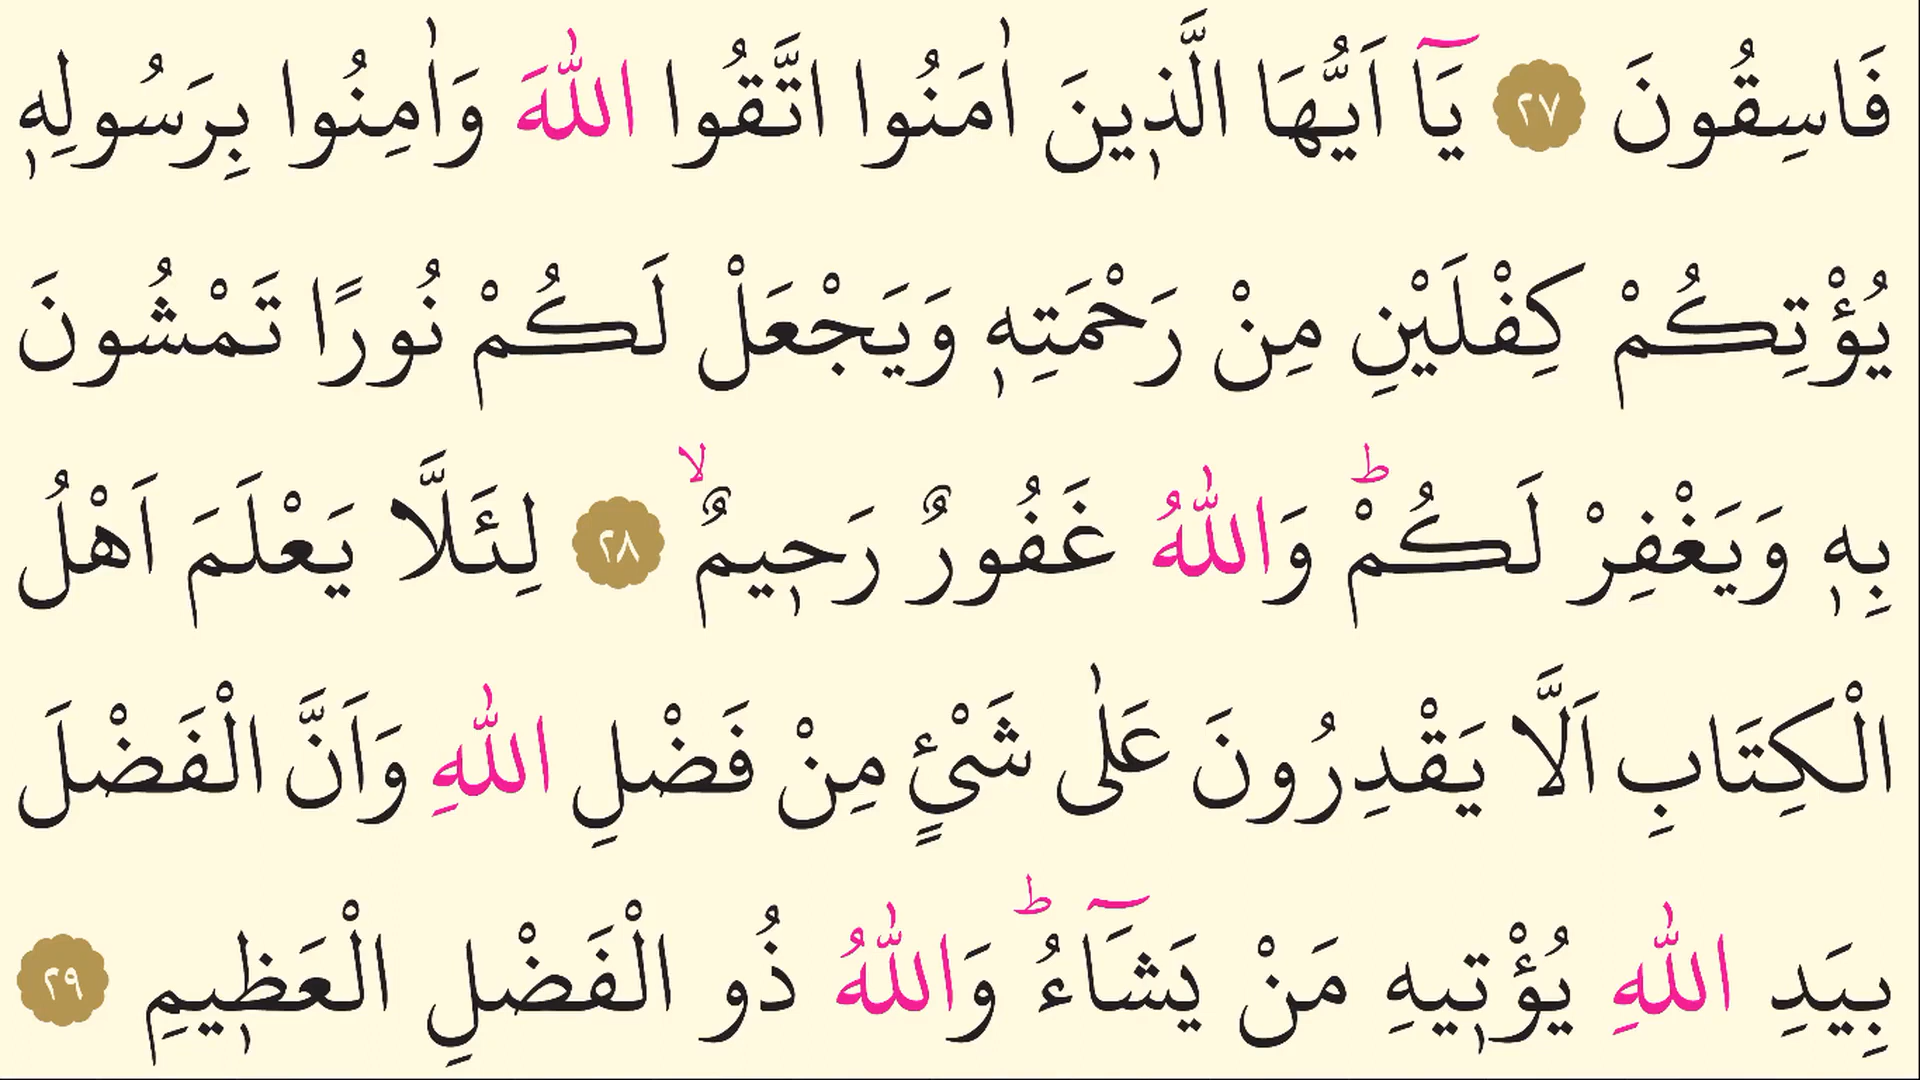 فَاسِقُونَ ﴿٢٧﴾ يَٓا اَيُّهَا الَّذ۪ينَ اٰمَنُوا اتَّقُوا اللّٰهَ وَاٰمِنُوا بِرَسُولِه۪
يُؤْتِكُمْ كِفْلَيْنِ مِنْ رَحْمَتِه۪ وَيَجْعَلْ لَكُمْ نُورًا تَمْشُونَ
بِه۪ وَيَغْفِرْ لَكُمْۜ وَاللّٰهُ غَفُورٌ رَح۪يمٌۙ ﴿٢٨﴾ لِئَلَّا يَعْلَمَ اَهْلُ
الْكِتَابِ اَلَّا يَقْدِرُونَ عَلٰى شَيْءٍ مِنْ فَضْلِ اللّٰهِ وَاَنَّ الْفَضْلَ
بِيَدِ اللّٰهِ يُؤْت۪يهِ مَنْ يَشَٓاءُۜ وَاللّٰهُ ذُو الْفَضْلِ الْعَظ۪يمِ ﴿٢٩﴾